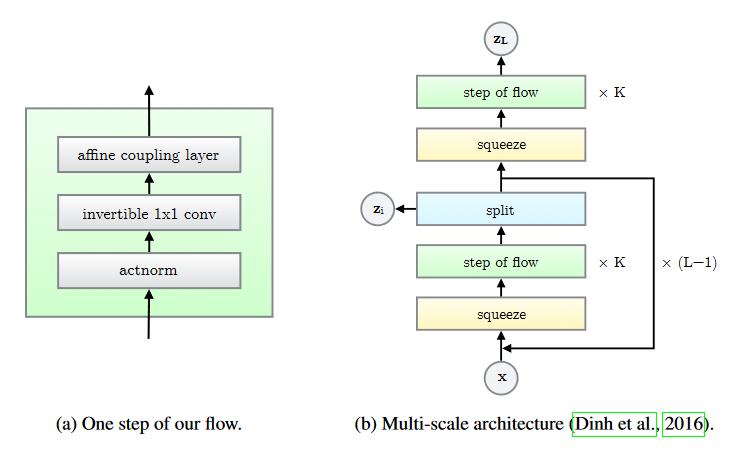 affine coupling layer
invertible 1x1 conv
actnorm
(a) One step of our flow.
zL
step of flow × K
squeeze
zi split
step of flow × K × (L−1)
squeeze
x
(b) Multi-scale architecture (Dinh et al., 2016).